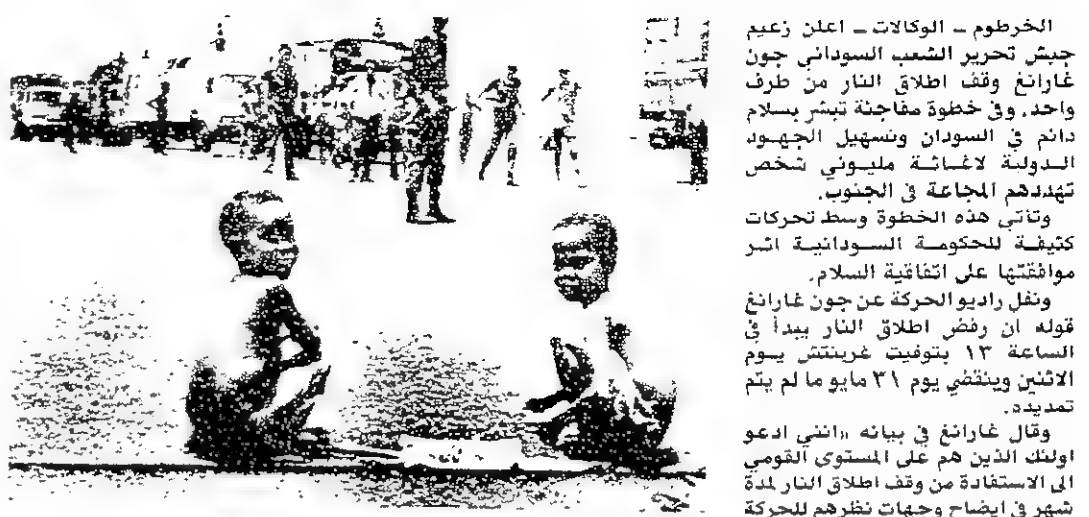 الخرطوم ــ الوكالات ــ اعلن زعيم
جيش تحرير الشعب السوداني جون
غارانغ وقف اطلاق النار من طرف
واحد، وفي خطوة مفاجئة تبشر بسلام
دائم في السودان وتسهيل الجهود
الدولية لاغاثة مليوني شخص
تهددهم المجاعة في الجنوب.
وتأتي هذه الخطوة وسط تحركات
كثيفة للحكومة السودانية اثر
موافقتها على اتفاقية السلام.
ونقل راديو الحركة عن جون غارانغ
قوله ان رفض اطلاق النار يبدأ في
الساعة ١٣ بتوقيت غرينتش يوم
الاثنين وينقضي يوم ٣١ مايو ما لم يتم
تمديده.
وقال غارانغ في بيانه «انني ادعو
اولئك الذين هم على المستوى القومي
الى الاستفادة من وقف اطلاق النار لمدة
شهر في ايضاح وجهات نظرهم للحركة